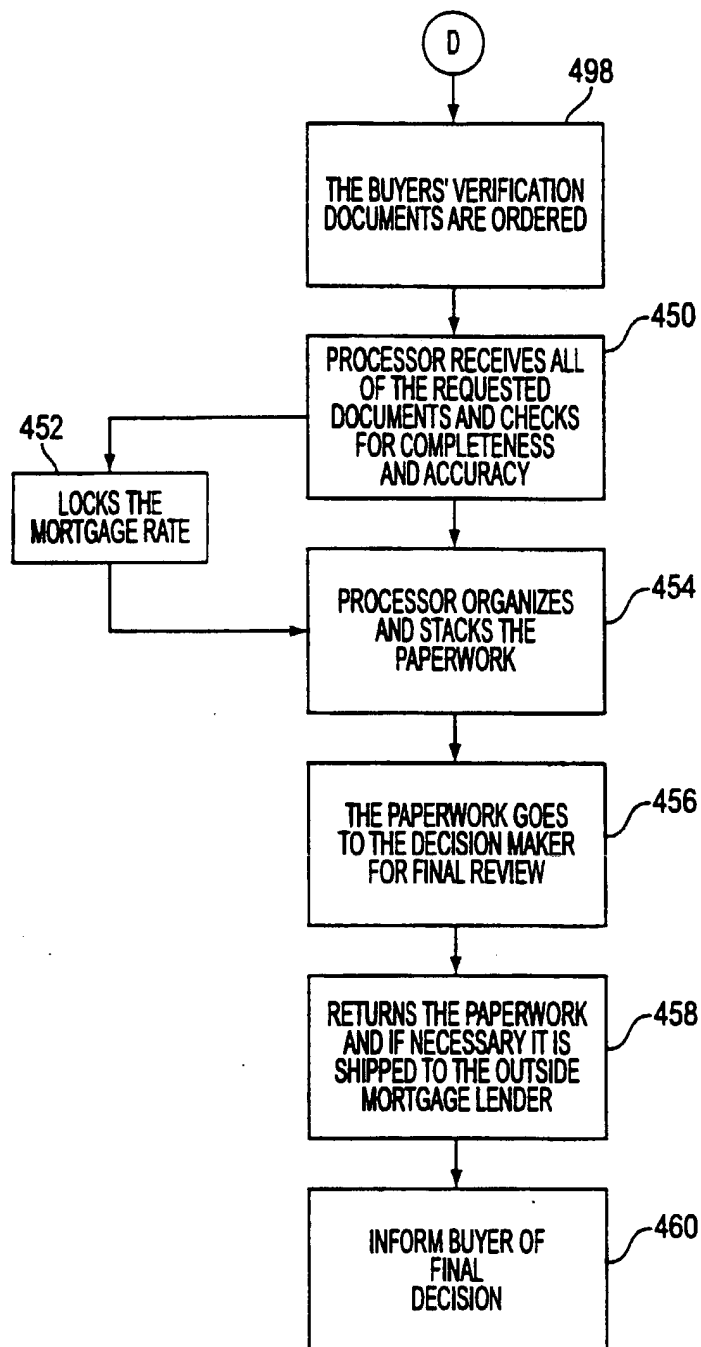 D
498
THE BUYERS' VERIFICATION
DOCUMENTS ARE ORDERED
450
PROCESSOR RECEIVES ALL
OF THE REQUESTED
DOCUMENTS AND CHECKS
FOR COMPLETENESS
AND ACCURACY
452
LOCKS THE
MORTGAGE RATE
454
PROCESSOR ORGANIZES
AND STACKS THE
PAPERWORK
456
THE PAPERWORK GOES
TO THE DECISION MAKER
FOR FINAL REVIEW
458
RETURNS THE PAPERWORK
AND IF NECESSARY IT IS
SHIPPED TO THE OUTSIDE
MORTGAGE LENDER
460
INFORM BUYER OF
FINAL
DECISION